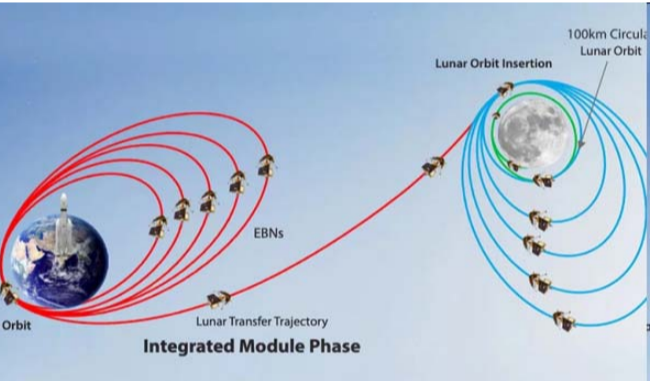 100km Circula
Lunar Orbit
Lunar Orbit Insertion
EBNs
Orbit
Lunar Transfer Trajectory
Integrated Module Phase